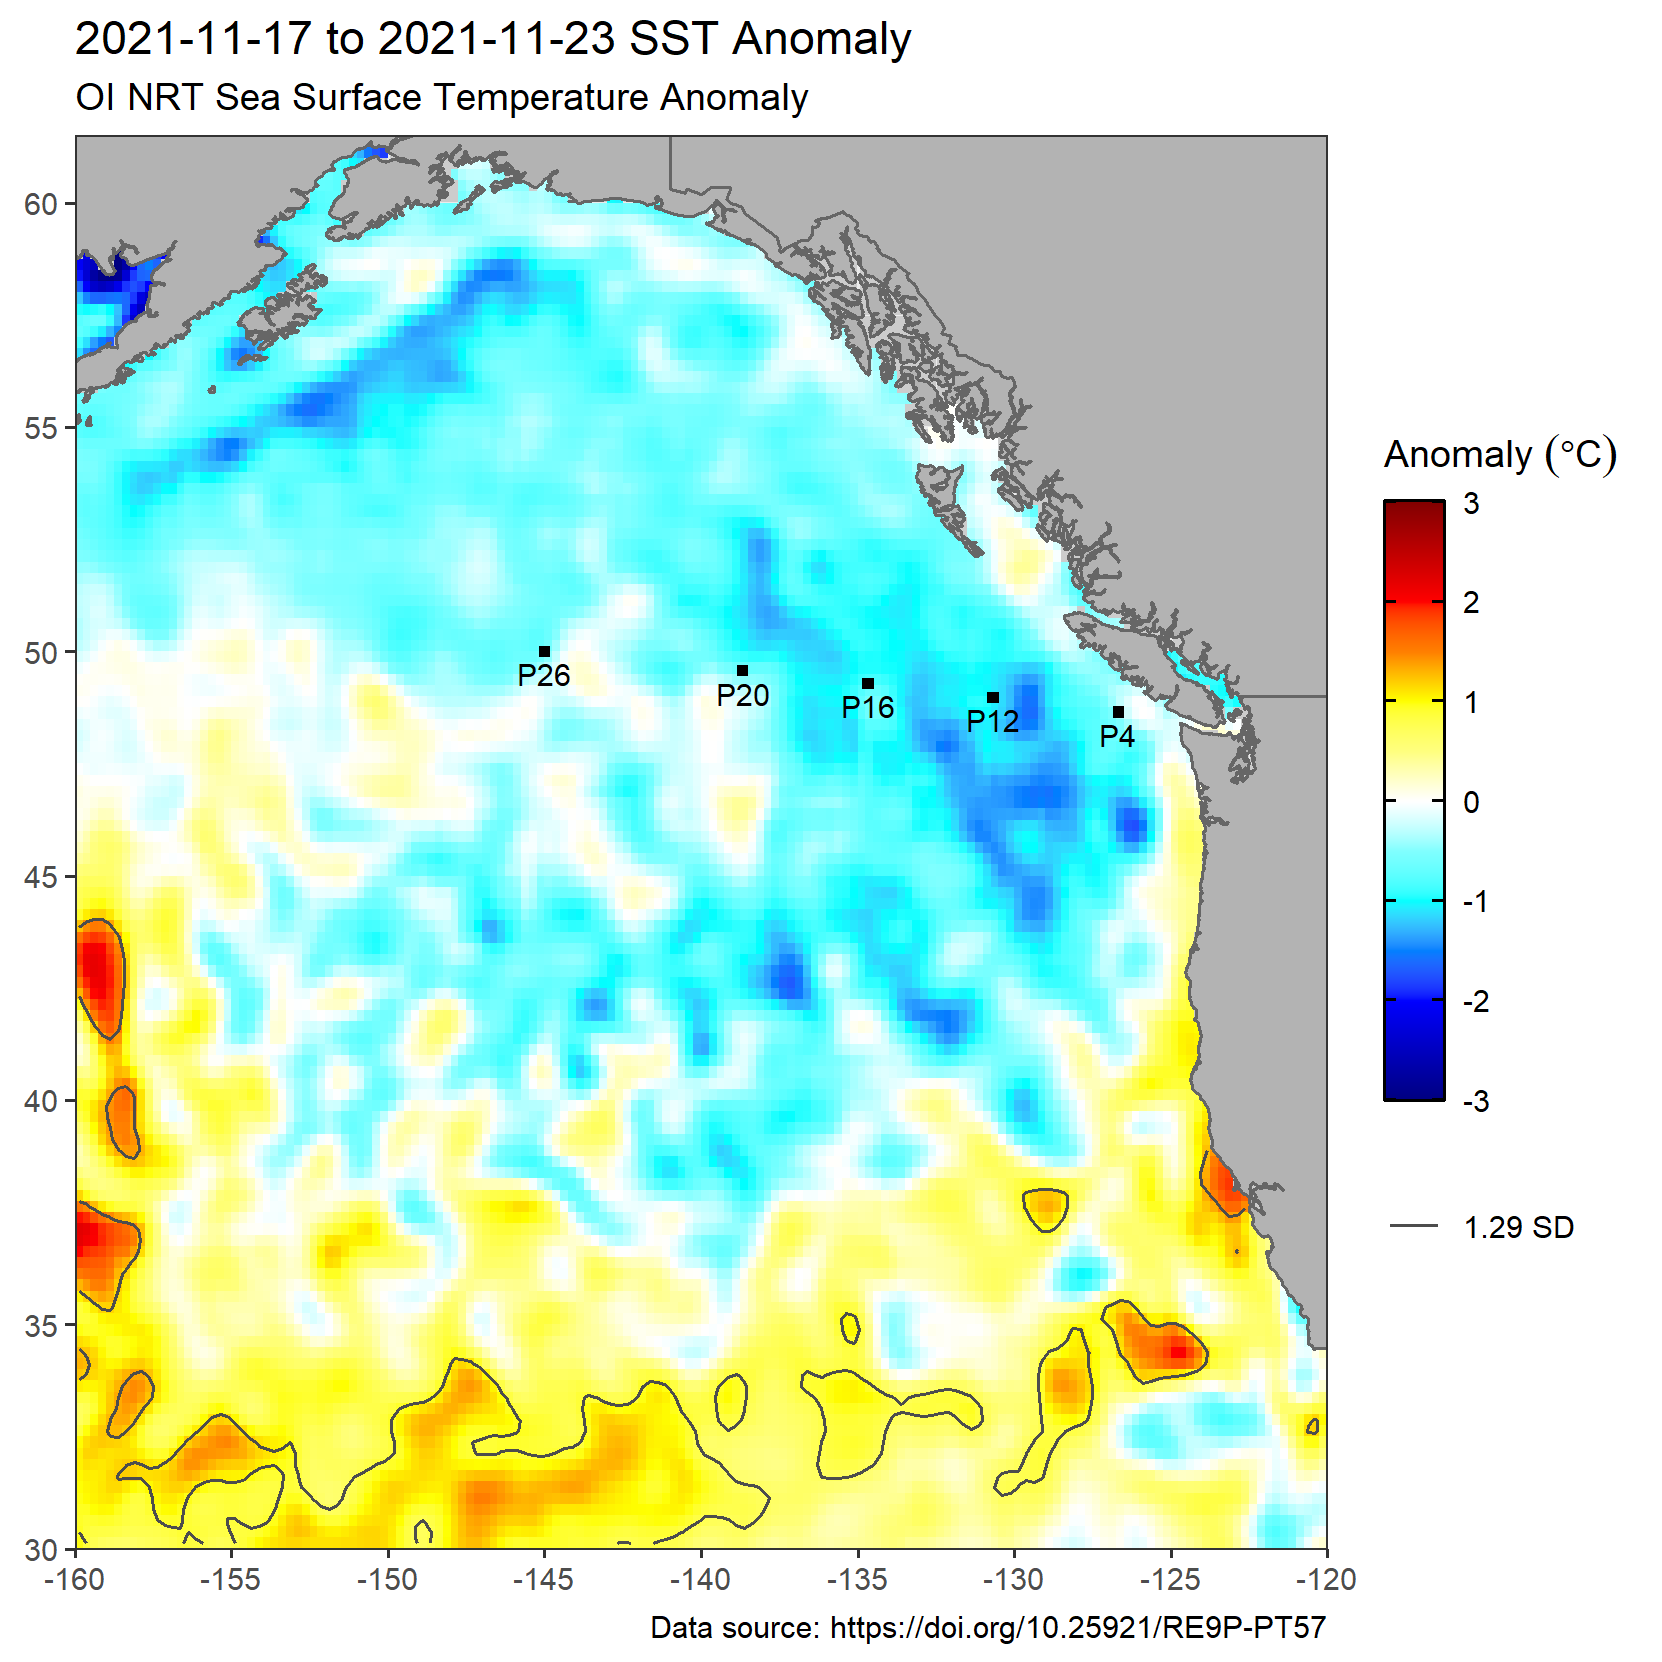 2021-11-17 to 2021-11-23 SST Anomaly
OI NRT Sea Surface Temperature Anomaly
60
55
50
45
40
35
30
-160
-155
-150
-145
-140
-135
-130
-125
-120
P26
P20
P16
P12
P4
Anomaly (°C)
3
2
1
0
-1
-2
-3
1.29 SD
Data source: https://doi.org/10.25921/RE9P-PT57